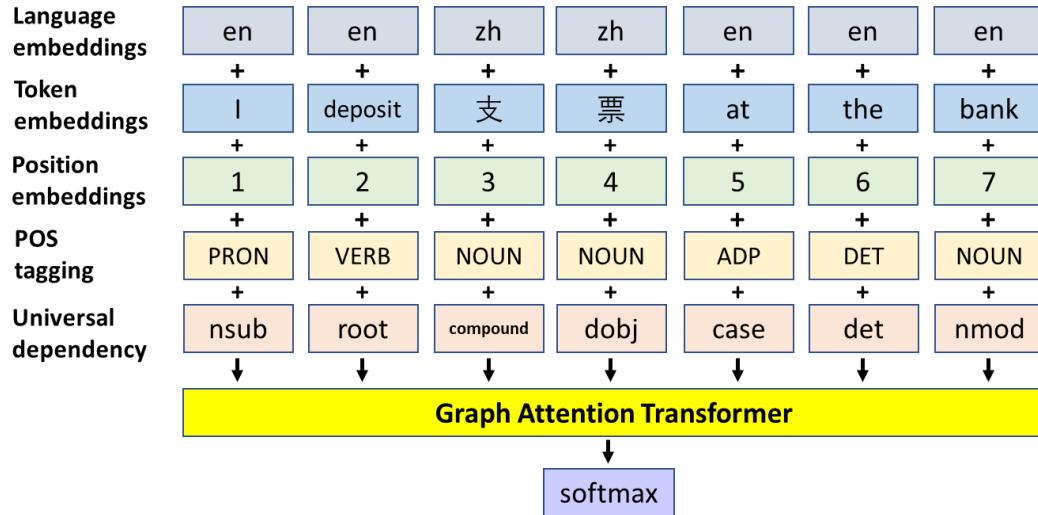 Language embeddings en en zh zh en en en
+ + + + + + +
Token embeddings I deposit 支 票 at the bank
+ + + + + + +
Position embeddings 1 2 3 4 5 6 7
+ + + + + + +
POS tagging PRON VERB NOUN NOUN ADP DET NOUN
+ + + + + + +
Universal dependency nsub root compound dobj case det nmod
Graph Attention Transformer
softmax